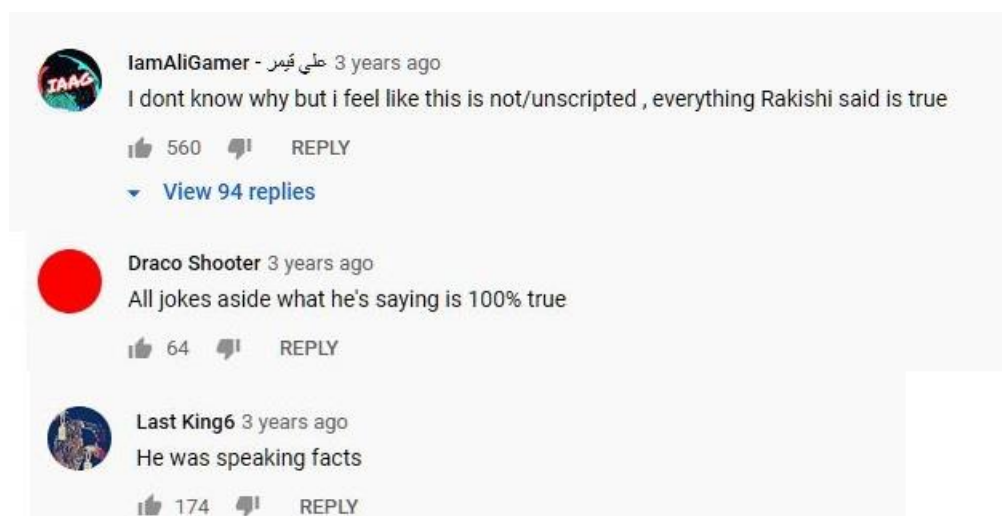 IamAliGamer - علي قيمر 3 years ago
I dont know why but i feel like this is not/unscripted , everything Rakishi said is true
560 REPLY
View 94 replies
Draco Shooter 3 years ago
All jokes aside what he's saying is 100% true
64 REPLY
Last King6 3 years ago
He was speaking facts
174 REPLY
IAAG